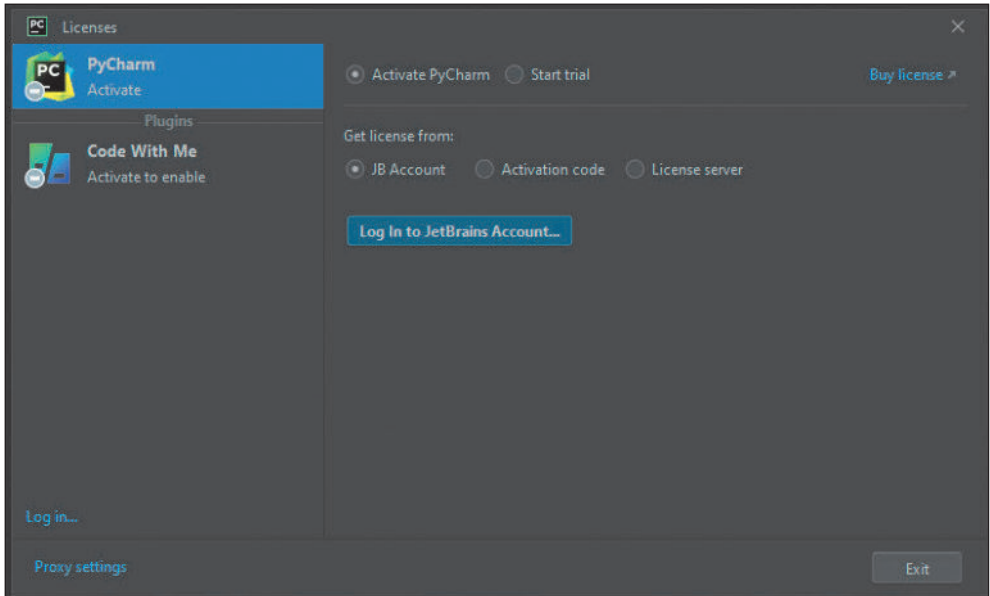 PC Licenses
PC PyCharm
Activate
Plugins
Code With Me
Activate to enable
Log in...
Activate PyCharm Start trial Buy license
Get license from:
JB Account Activation code License server
Log In to JetBrains Account...
Proxy settings Exit